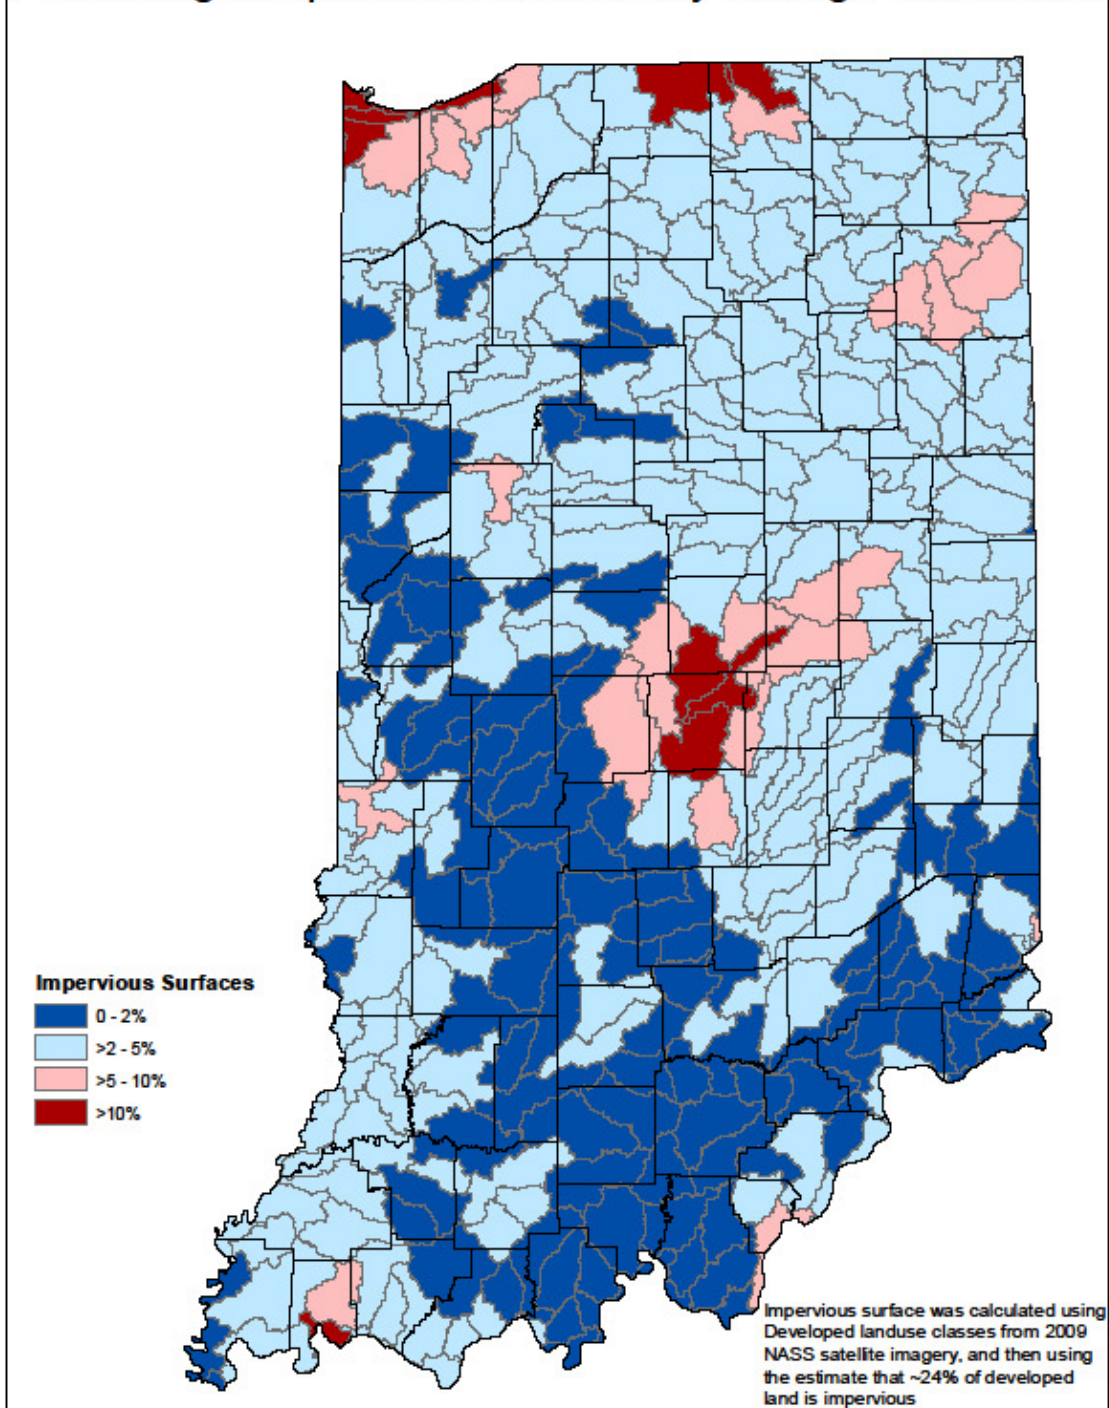 Impervious Surfaces
0 - 2%
>2 - 5%
>5 - 10%
>10%
Impervious surface was calculated using
Developed landuse classes from 2009
NASS satellite imagery, and then using
the estimate that ~24% of developed
land is impervious